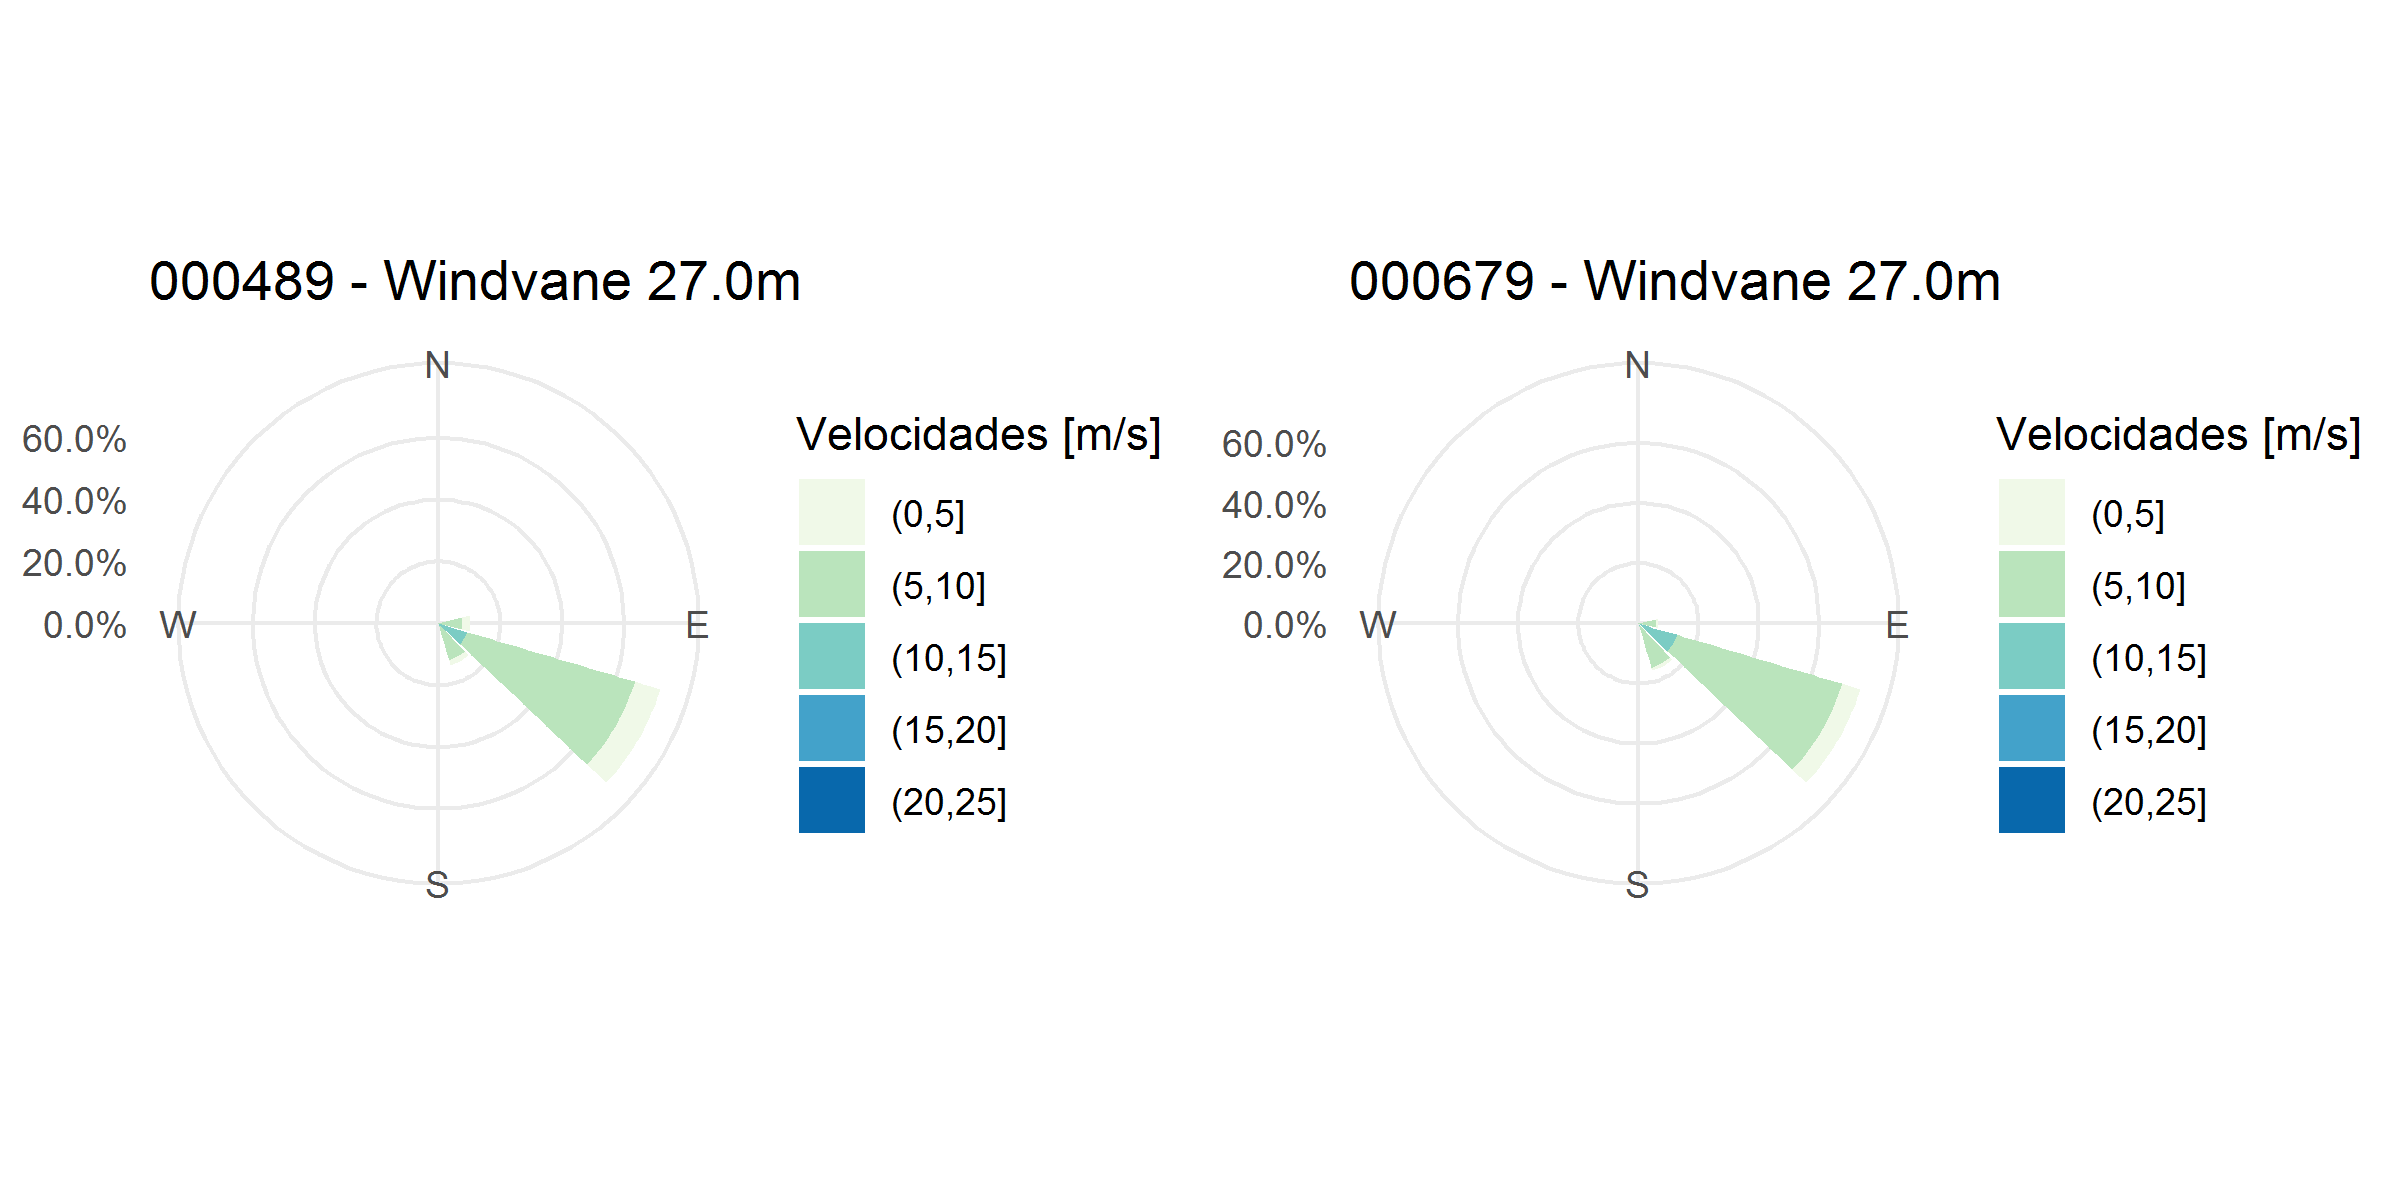 000489 - Windvane 27.0m
N
60.0%
40.0%
20.0%
0.0%
W
E
S
Velocidades [m/s]
(0,5]
(5,10]
(10,15]
(15,20]
(20,25]
000679 - Windvane 27.0m
N
60.0%
40.0%
20.0%
0.0%
W
E
S
Velocidades [m/s]
(0,5]
(5,10]
(10,15]
(15,20]
(20,25]